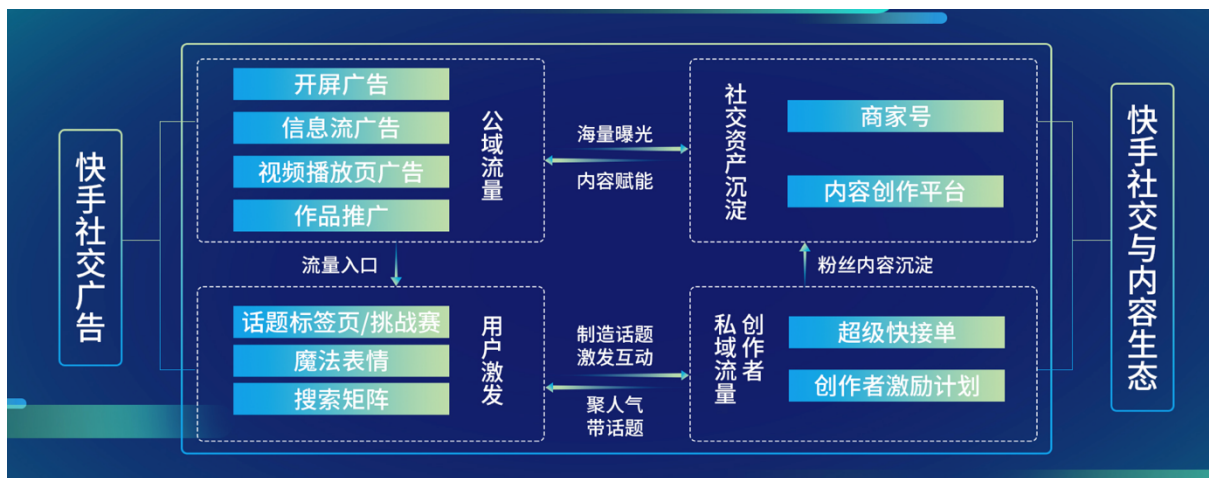 快手社交广告
开屏广告
信息流广告
视频播放页广告
作品推广
公域流量
海量曝光
内容赋能
社交资产沉淀
商家号
内容创作平台
流量入口
粉丝内容沉淀
话题标签页/挑战赛
魔法表情
搜索矩阵
用户激发
制造话题
激发互动
聚人气
带话题
创作者
私域流量
超级快接单
创作者激励计划
快手社交与内容生态